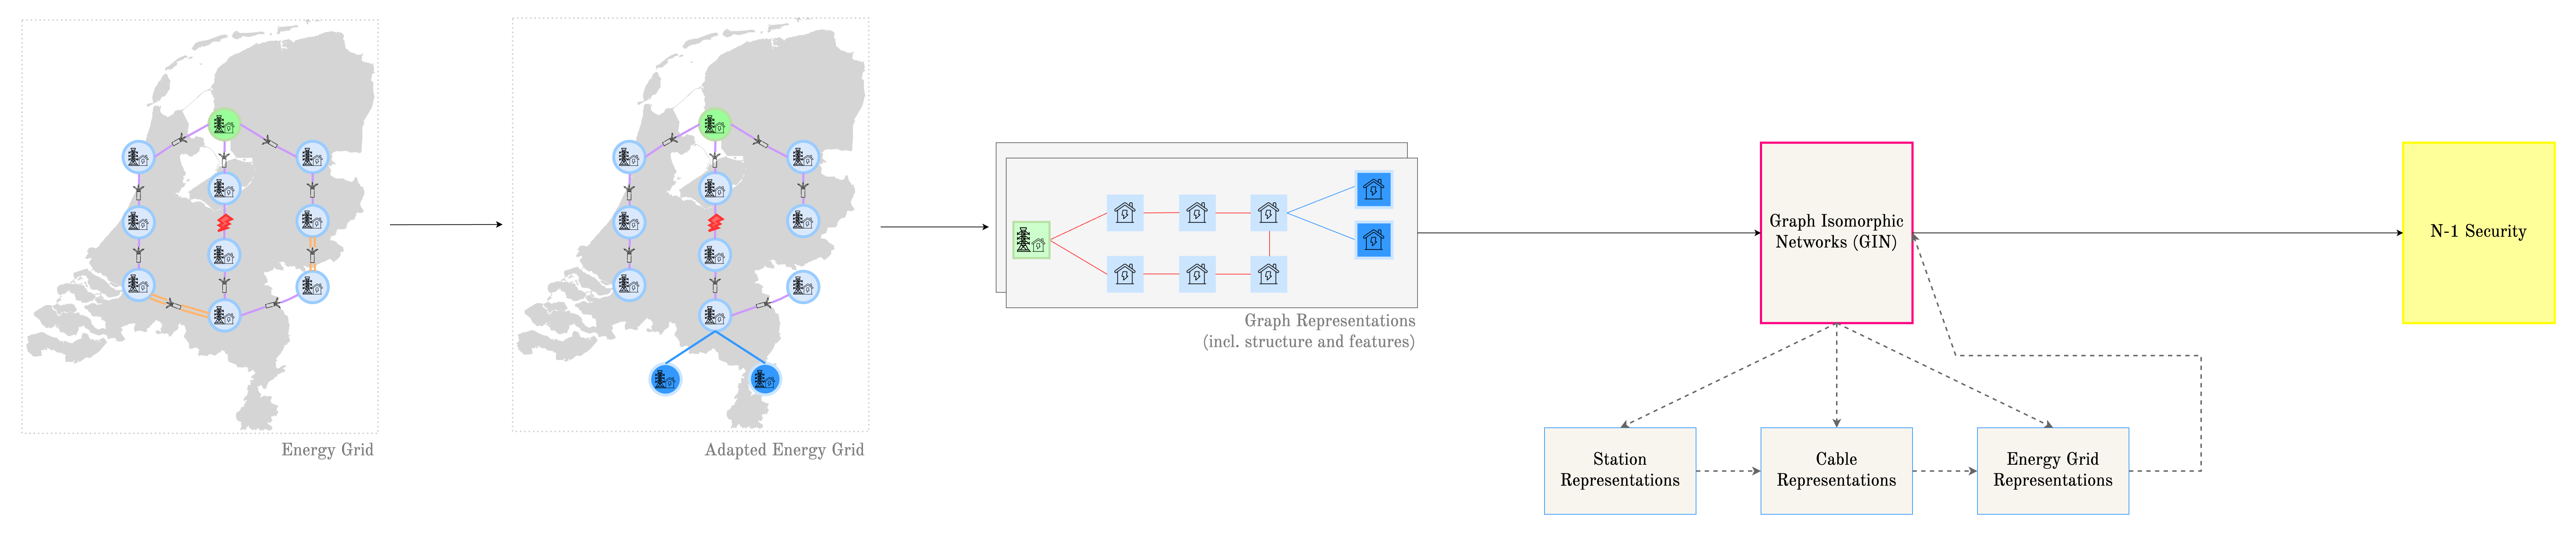 Energy Grid
Adapted Energy Grid
Graph Representations
(incl. structure and features)
Graph Isomorphic
Networks (GIN)
N-1 Security
Station
Representations
Cable
Representations
Energy Grid
Representations